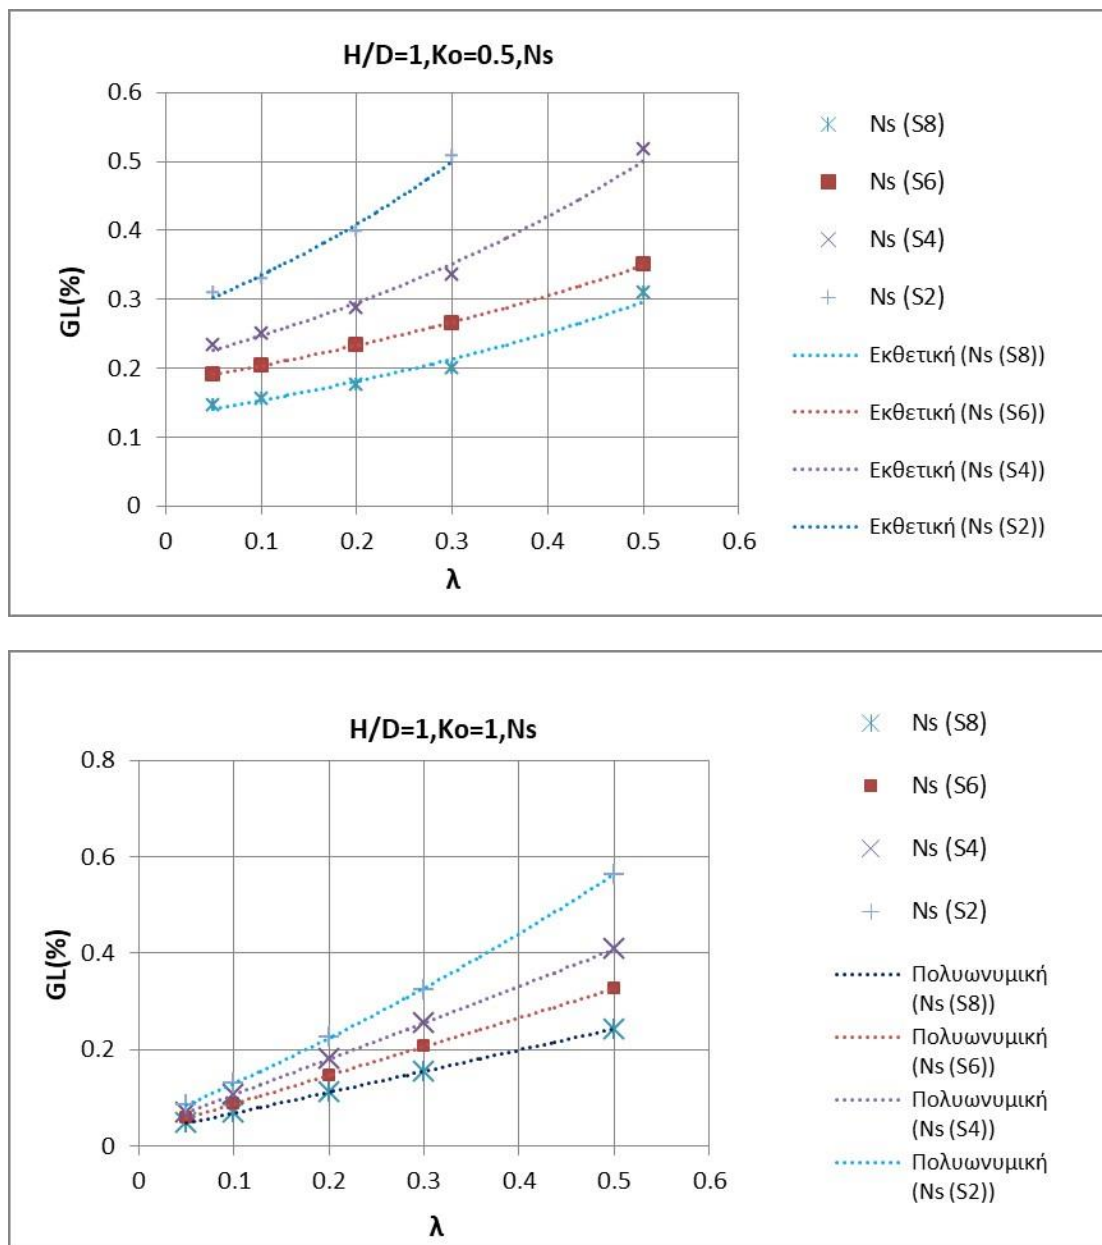 H/D=1,Ko=0.5,Ns
0.6
0.5
0.4
0.3
0.2
0.1
0
GL(%)
0 0.1 0.2 0.3 0.4 0.5 0.6
λ
Ns (S8)
Ns (S6)
Ns (S4)
Ns (S2)
Εκθετική (Ns (S8))
Εκθετική (Ns (S6))
Εκθετική (Ns (S4))
Εκθετική (Ns (S2))
H/D=1,Ko=1,Ns
0.8
0.6
0.4
0.2
0
GL(%)
0 0.1 0.2 0.3 0.4 0.5 0.6
λ
Ns (S8)
Ns (S6)
Ns (S4)
Ns (S2)
Πολυωνυμική
(Ns (S8))
Πολυωνυμική
(Ns (S6))
Πολυωνυμική
(Ns (S4))
Πολυωνυμική
(Ns (S2))